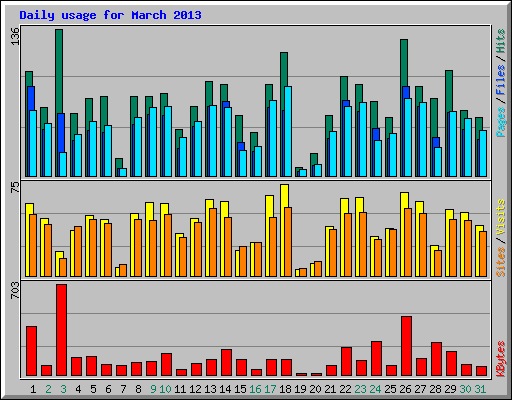 Daily usage for March 2013
136
Pages / Files / Hits
75
Sites / Visits
703
KBytes
1 2 3 4 5 6 7 8 9 10 11 12 13 14 15 16 17 18 19 20 21 22 23 24 25 26 27 28 29 30 31